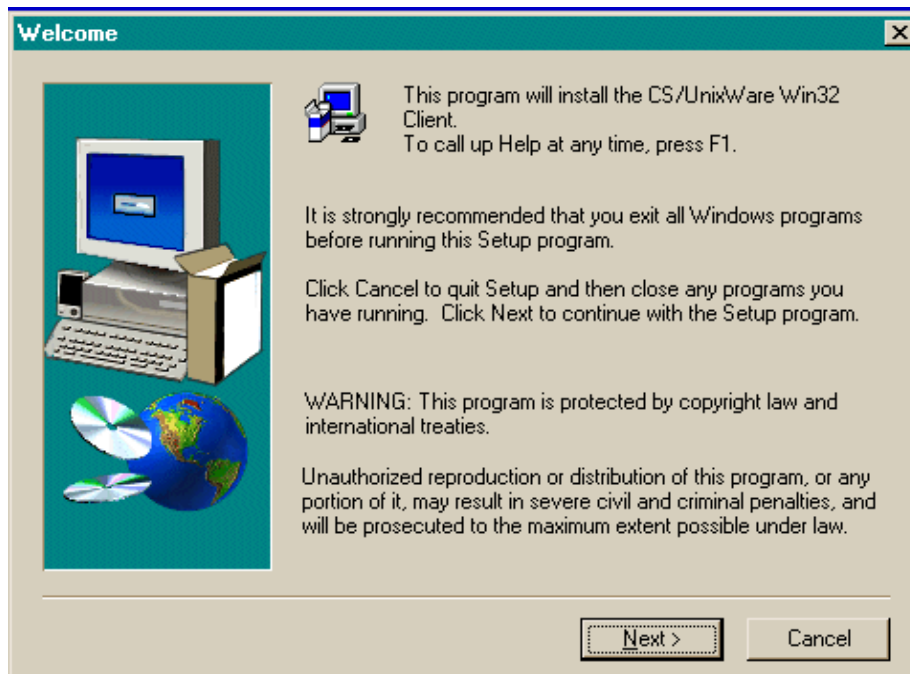 Welcome
This program will install the CS/UnixWare Win32
Client.
To call up Help at any time, press F1.
It is strongly recommended that you exit all Windows programs
before running this Setup program.
Click Cancel to quit Setup and then close any programs you
have running.  Click Next to continue with the Setup program.
WARNING: This program is protected by copyright law and
international treaties.
Unauthorized reproduction or distribution of this program, or any
portion of it, may result in severe civil and criminal penalties, and
will be prosecuted to the maximum extent possible under law.
Next >
Cancel